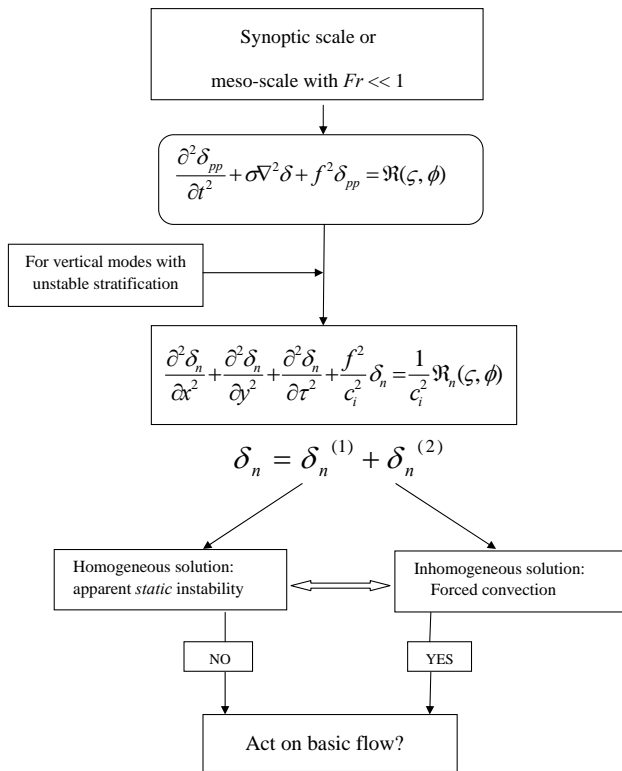 Synoptic scale or
meso-scale with Fr << 1
∂²δ_pp/∂t² + σ∇²δ + f²δ_pp = ℜ(ς, ϕ)
For vertical modes with
unstable stratification
∂²δ_n/∂x² + ∂²δ_n/∂y² + ∂²δ_n/∂τ² + f²/c_i² δ_n = 1/c_i² ℜ_n(ς, ϕ)
δ_n = δ_n⁽¹⁾ + δ_n⁽²⁾
Homogeneous solution:
apparent static instability
Inhomogeneous solution:
Forced convection
NO
YES
Act on basic flow?